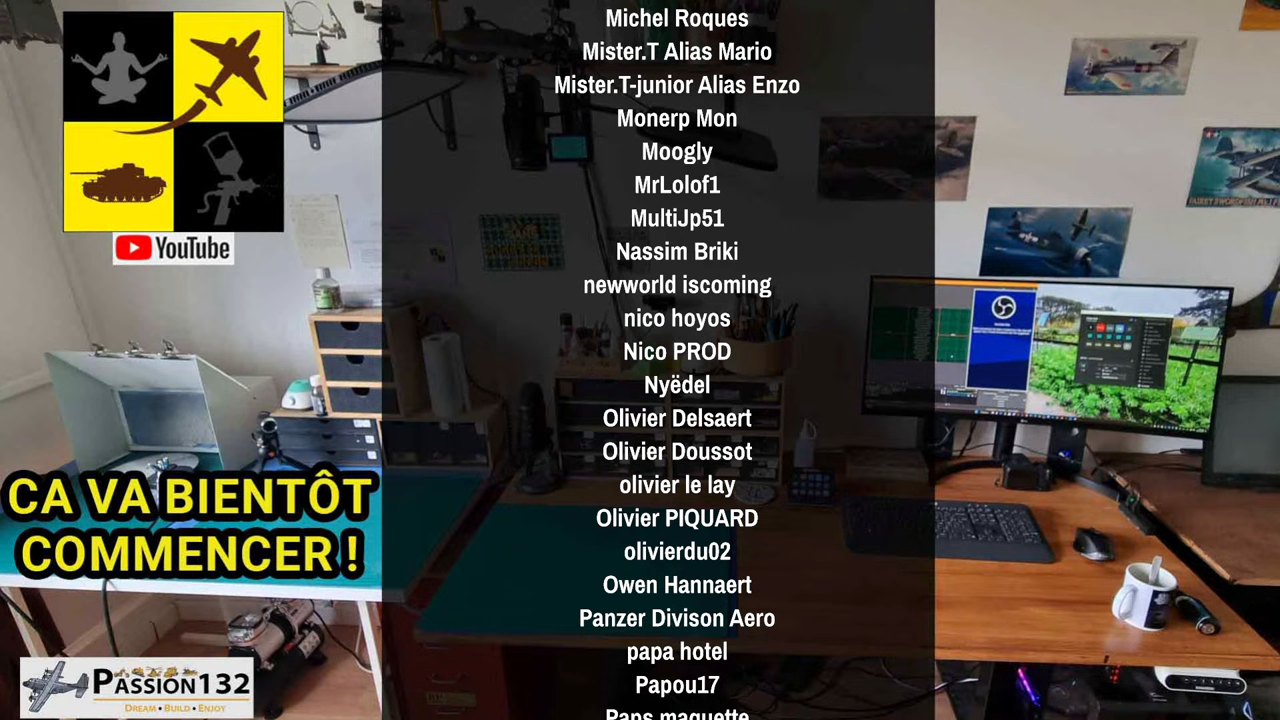 YouTube
CA VA BIENTÔT
COMMENCER !
PASSION132
DREAM • BUILD • ENJOY
Michel Roques
Mister.T Alias Mario
Mister.T-junior Alias Enzo
Monerp Mon
Moogly
MrLolof1
MultiJp51
Nassim Briki
newworld iscoming
nico hoyos
Nico PROD
Nyëdel
Olivier Delsaert
Olivier Doussot
olivier le lay
Olivier PIQUARD
olivierdu02
Owen Hannaert
Panzer Divison Aero
papa hotel
Papou17
Paps maquette